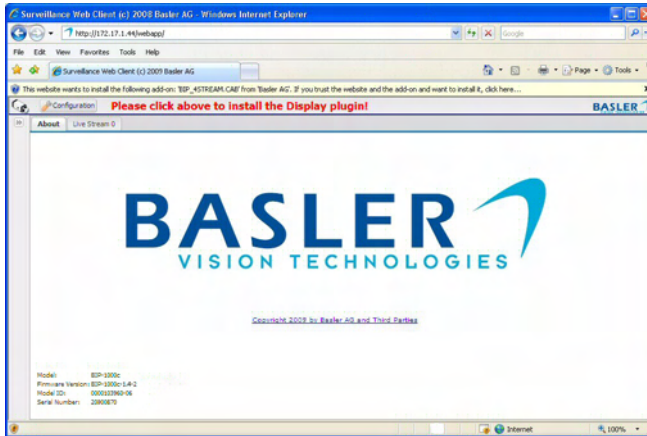 Surveillance Web Client (c) 2008 Basler AG - Windows Internet Explorer
http://172.17.1.44/webapp/
Google
File Edit View Favorites Tools Help
Surveillance Web Client (c) 2009 Basler AG
Page Tools
This website wants to install the following add-on: 'BIP_4STREAM.CAB' from 'Basler AG'. If you trust the website and the add-on and want to install it, click here...
Configuration Please click above to install the Display plugin! BASLER
About Live Stream 0
BASLER
VISION TECHNOLOGIES
Copyright 2009 by Basler AG and Third Parties
Model: BIP-1000c
Firmware Version: BIP-1000c-1.4-2
Model ID: 0000103960-06
Serial Number: 20900870
Internet 100%